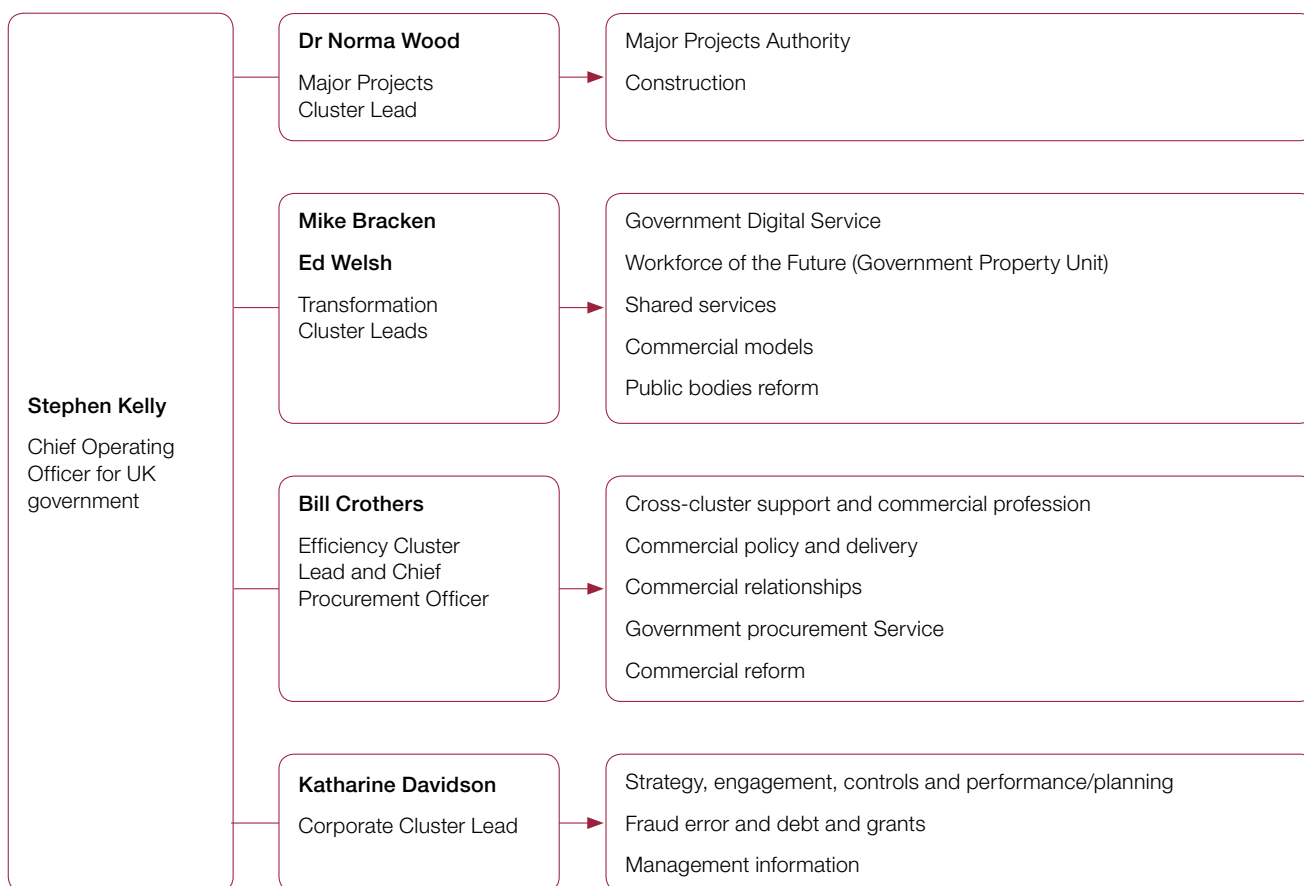 Stephen Kelly
Chief Operating
Officer for UK
government
Dr Norma Wood
Major Projects
Cluster Lead
Major Projects Authority
Construction
Mike Bracken
Ed Welsh
Transformation
Cluster Leads
Government Digital Service
Workforce of the Future (Government Property Unit)
Shared services
Commercial models
Public bodies reform
Bill Crothers
Efficiency Cluster
Lead and Chief
Procurement Officer
Cross-cluster support and commercial profession
Commercial policy and delivery
Commercial relationships
Government procurement Service
Commercial reform
Katharine Davidson
Corporate Cluster Lead
Strategy, engagement, controls and performance/planning
Fraud error and debt and grants
Management information